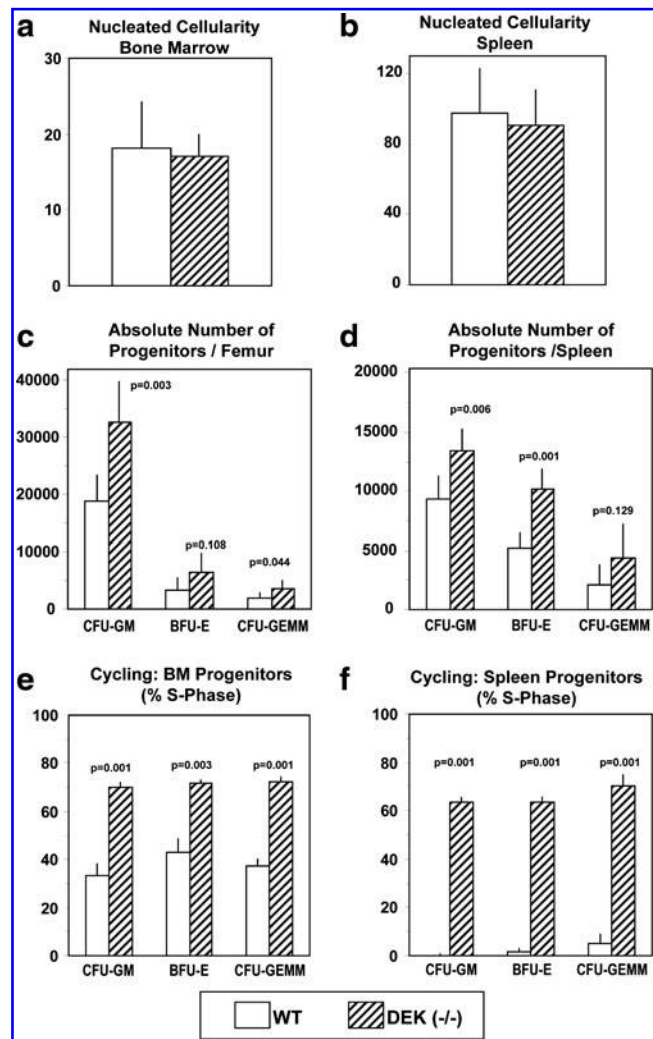 a
Nucleated Cellularity
Bone Marrow
30
20
10
0
b
Nucleated Cellularity
Spleen
120
80
40
0
c
Absolute Number of
Progenitors / Femur
40000
30000
20000
10000
0
p=0.003
p=0.108
p=0.044
CFU-GM BFU-E CFU-GEMM
d
Absolute Number of
Progenitors /Spleen
20000
15000
10000
5000
0
p=0.006
p=0.001
p=0.129
CFU-GM BFU-E CFU-GEMM
e
Cycling: BM Progenitors
(% S-Phase)
100
80
60
40
20
0
p=0.001 p=0.003 p=0.001
CFU-GM BFU-E CFU-GEMM
f
Cycling: Spleen Progenitors
(% S-Phase)
100
80
60
40
20
0
p=0.001 p=0.001 p=0.001
CFU-GM BFU-E CFU-GEMM
WT DEK (-/-)